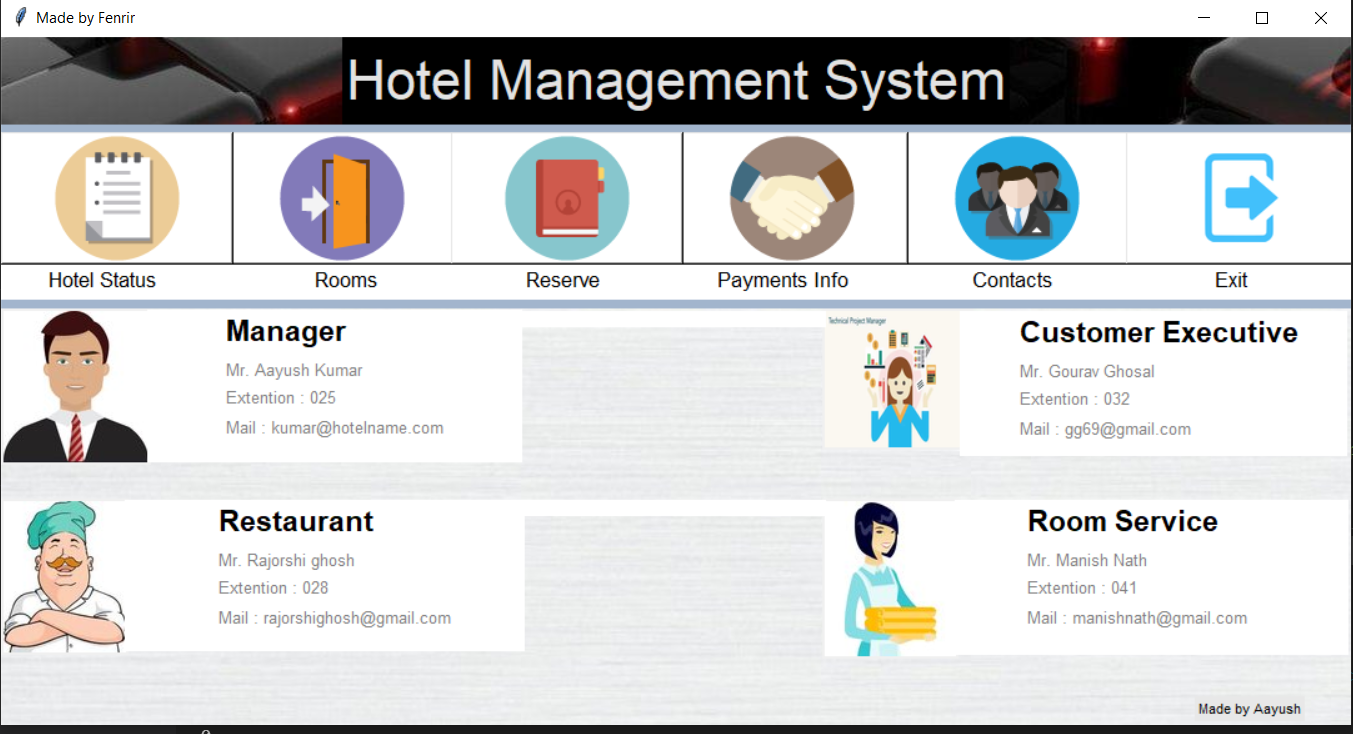 Made by Fenrir
Hotel Management System
Hotel Status
Rooms
Reserve
Payments Info
Contacts
Exit
Manager
Mr. Aayush Kumar
Extention : 025
Mail : kumar@hotelname.com
Technical Project Manager
Customer Executive
Mr. Gourav Ghosal
Extention : 032
Mail : gg69@gmail.com
Restaurant
Mr. Rajorshi ghosh
Extention : 028
Mail : rajorshighosh@gmail.com
Room Service
Mr. Manish Nath
Extention : 041
Mail : manishnath@gmail.com
Made by Aayush